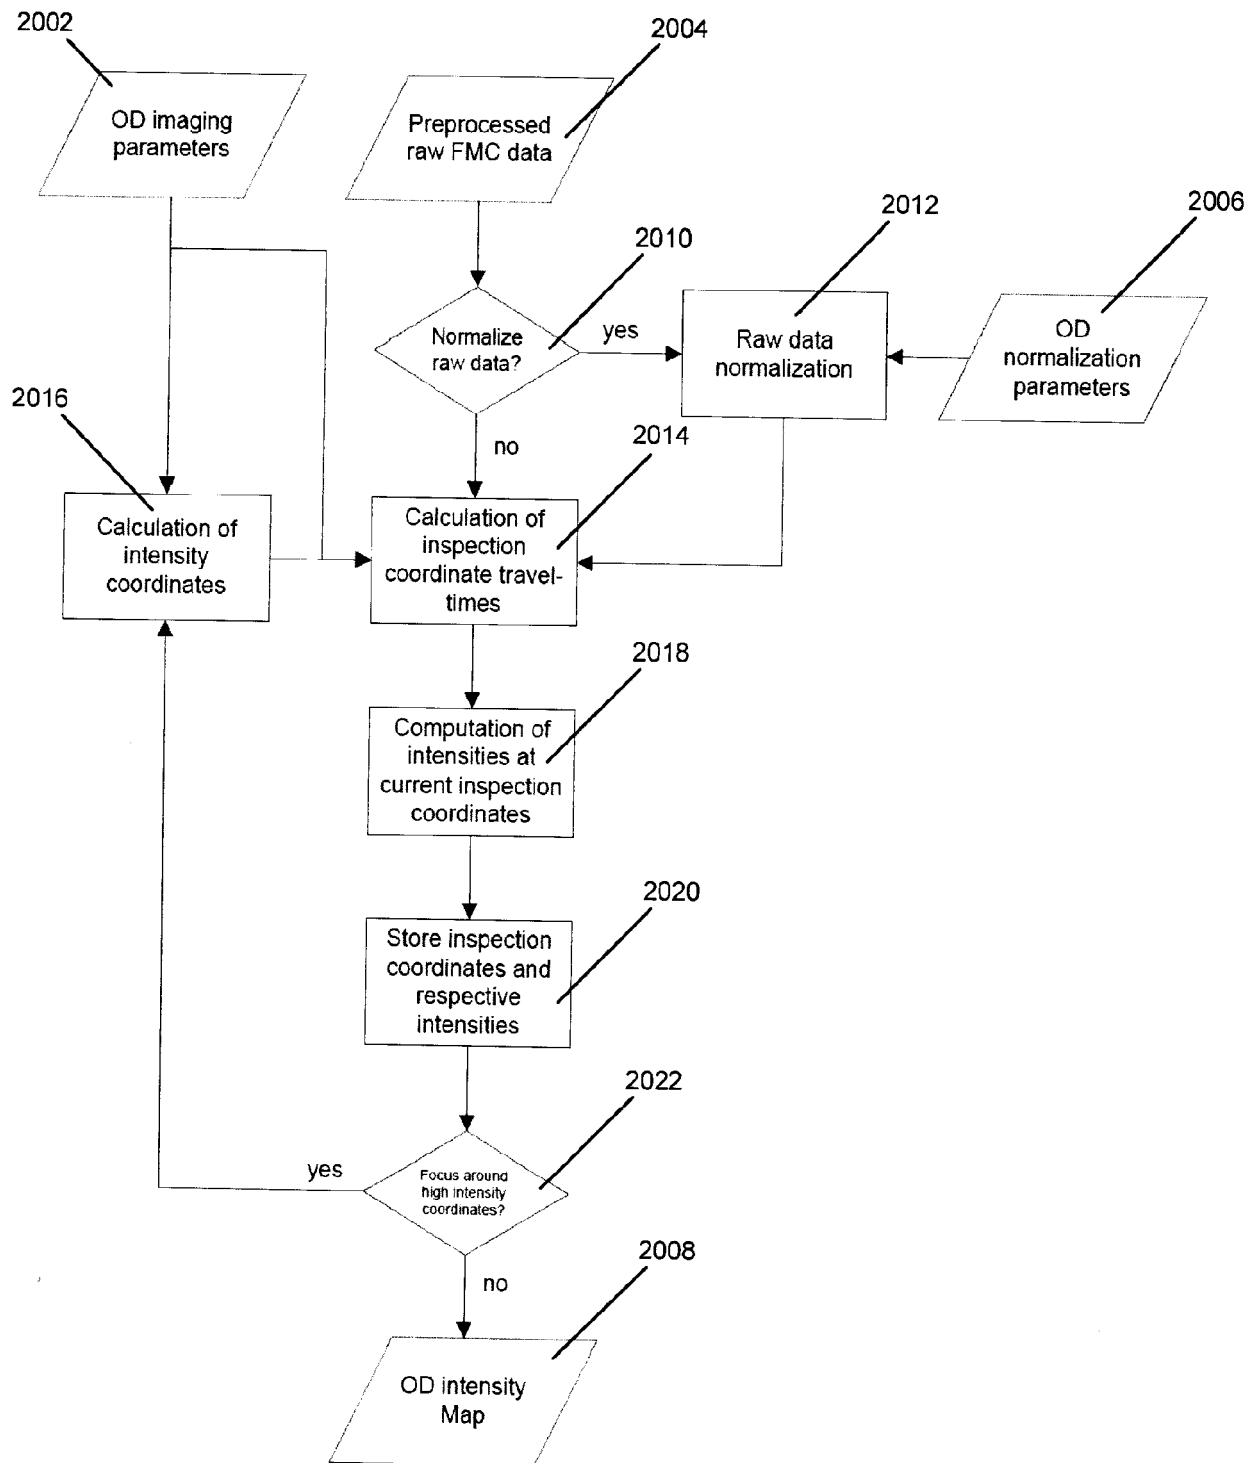 2002
2004
OD imaging
parameters
Preprocessed
raw FMC data
2010
2012
2006
Normalize
raw data?
yes
Raw data
normalization
OD
normalization
parameters
2016
no
2014
Calculation of
intensity
coordinates
Calculation of
inspection
coordinate travel-
times
2018
Computation of
intensities at
current inspection
coordinates
2020
Store inspection
coordinates and
respective
intensities
2022
yes
Focus around
high intensity
coordinates?
2008
no
OD intensity
Map